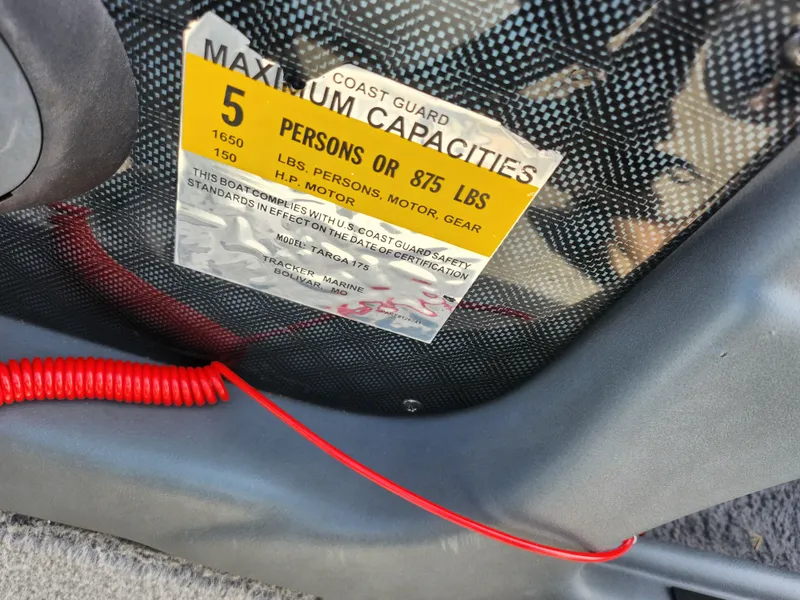 COAST GUARD
MAXIMUM CAPACITIES
5 PERSONS OR 875 LBS
1650 LBS. PERSONS, MOTOR, GEAR
150 H.P. MOTOR
THIS BOAT COMPLIES WITH U.S. COAST GUARD SAFETY
STANDARDS IN EFFECT ON THE DATE OF CERTIFICATION
MODEL: TARGA 175
TRACKER MARINE
BOLIVAR, MO